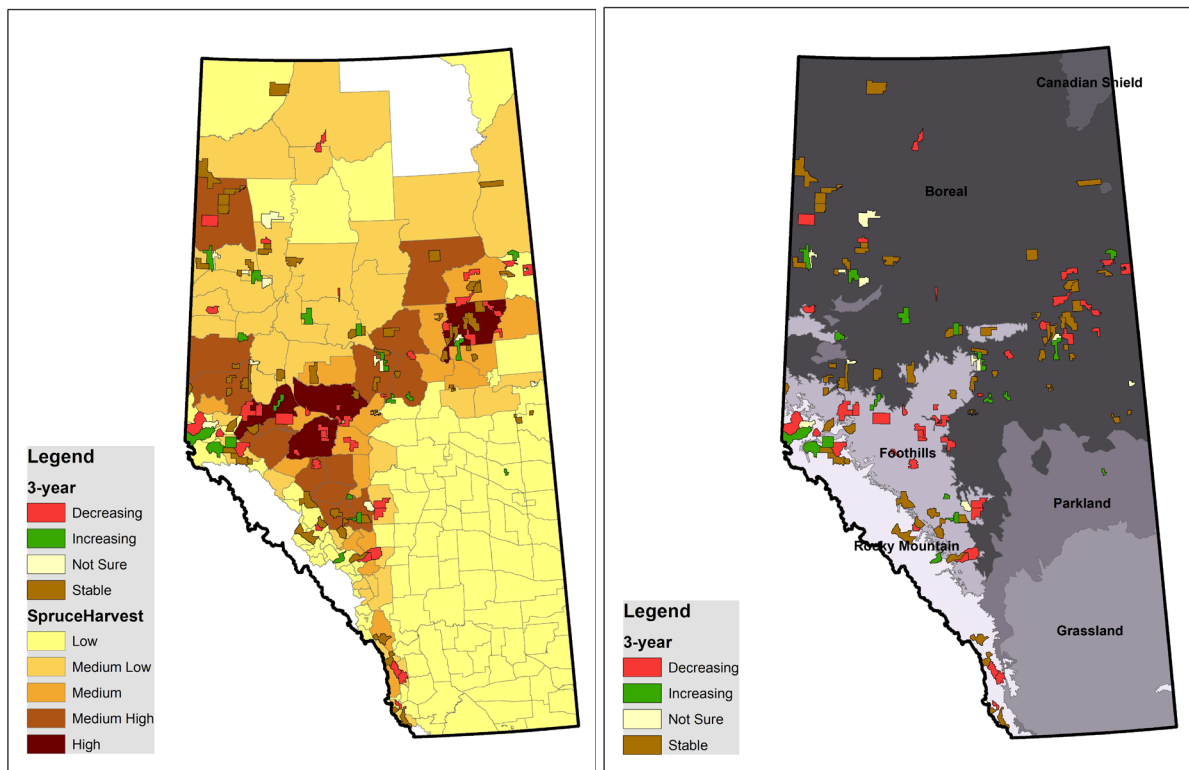 Legend
3-year
Decreasing
Increasing
Not Sure
Stable
SpruceHarvest
Low
Medium Low
Medium
Medium High
High
Canadian Shield
Boreal
Foothills
Parkland
Rocky Mountain
Grassland
Legend
3-year
Decreasing
Increasing
Not Sure
Stable